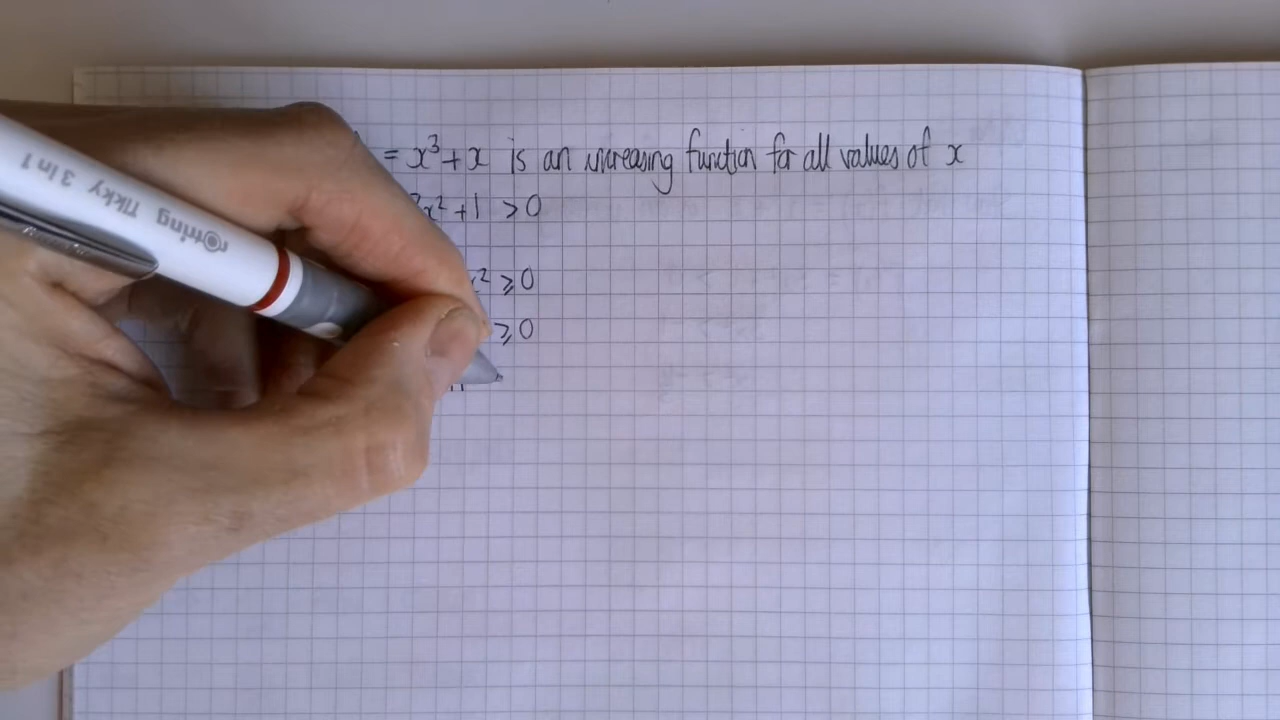 = x³ + x is an increasing function for all values of x
x² + 1 > 0
x² ⩾ 0
⩾ 0
rotring Tikky 3 in 1